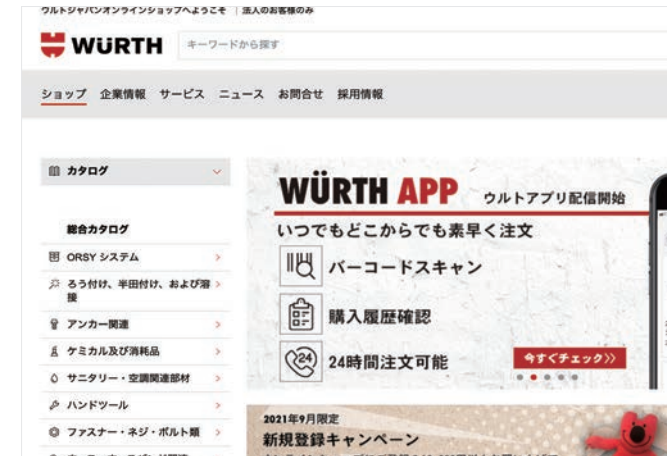 ウルトジャパンオンラインショップへようこそ | 法人のお客様のみ
WÜRTH
キーワードから探す
ショップ 企業情報 サービス ニュース お問合せ 採用情報
カタログ
総合カタログ
ORSY システム
ろう付け、半田付け、および溶
接
アンカー関連
ケミカル及び消耗品
サニタリー・空調関連部材
ハンドツール
ファスナー・ネジ・ボルト類
WÜRTH APP ウルトアプリ配信開始
いつでもどこからでも素早く注文
バーコードスキャン
購入履歴確認
24
24時間注文可能
今すぐチェック》
2021年9月限定
新規登録キャンペーン